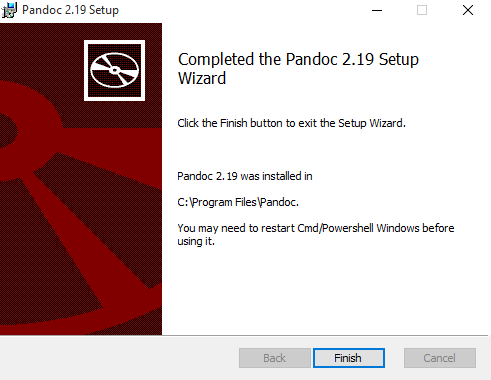 Pandoc 2.19 Setup
Completed the Pandoc 2.19 Setup
Wizard
Click the Finish button to exit the Setup Wizard.
Pandoc 2.19 was installed in
C:\Program Files\Pandoc.
You may need to restart Cmd/Powershell Windows before
using it.
Back Finish Cancel